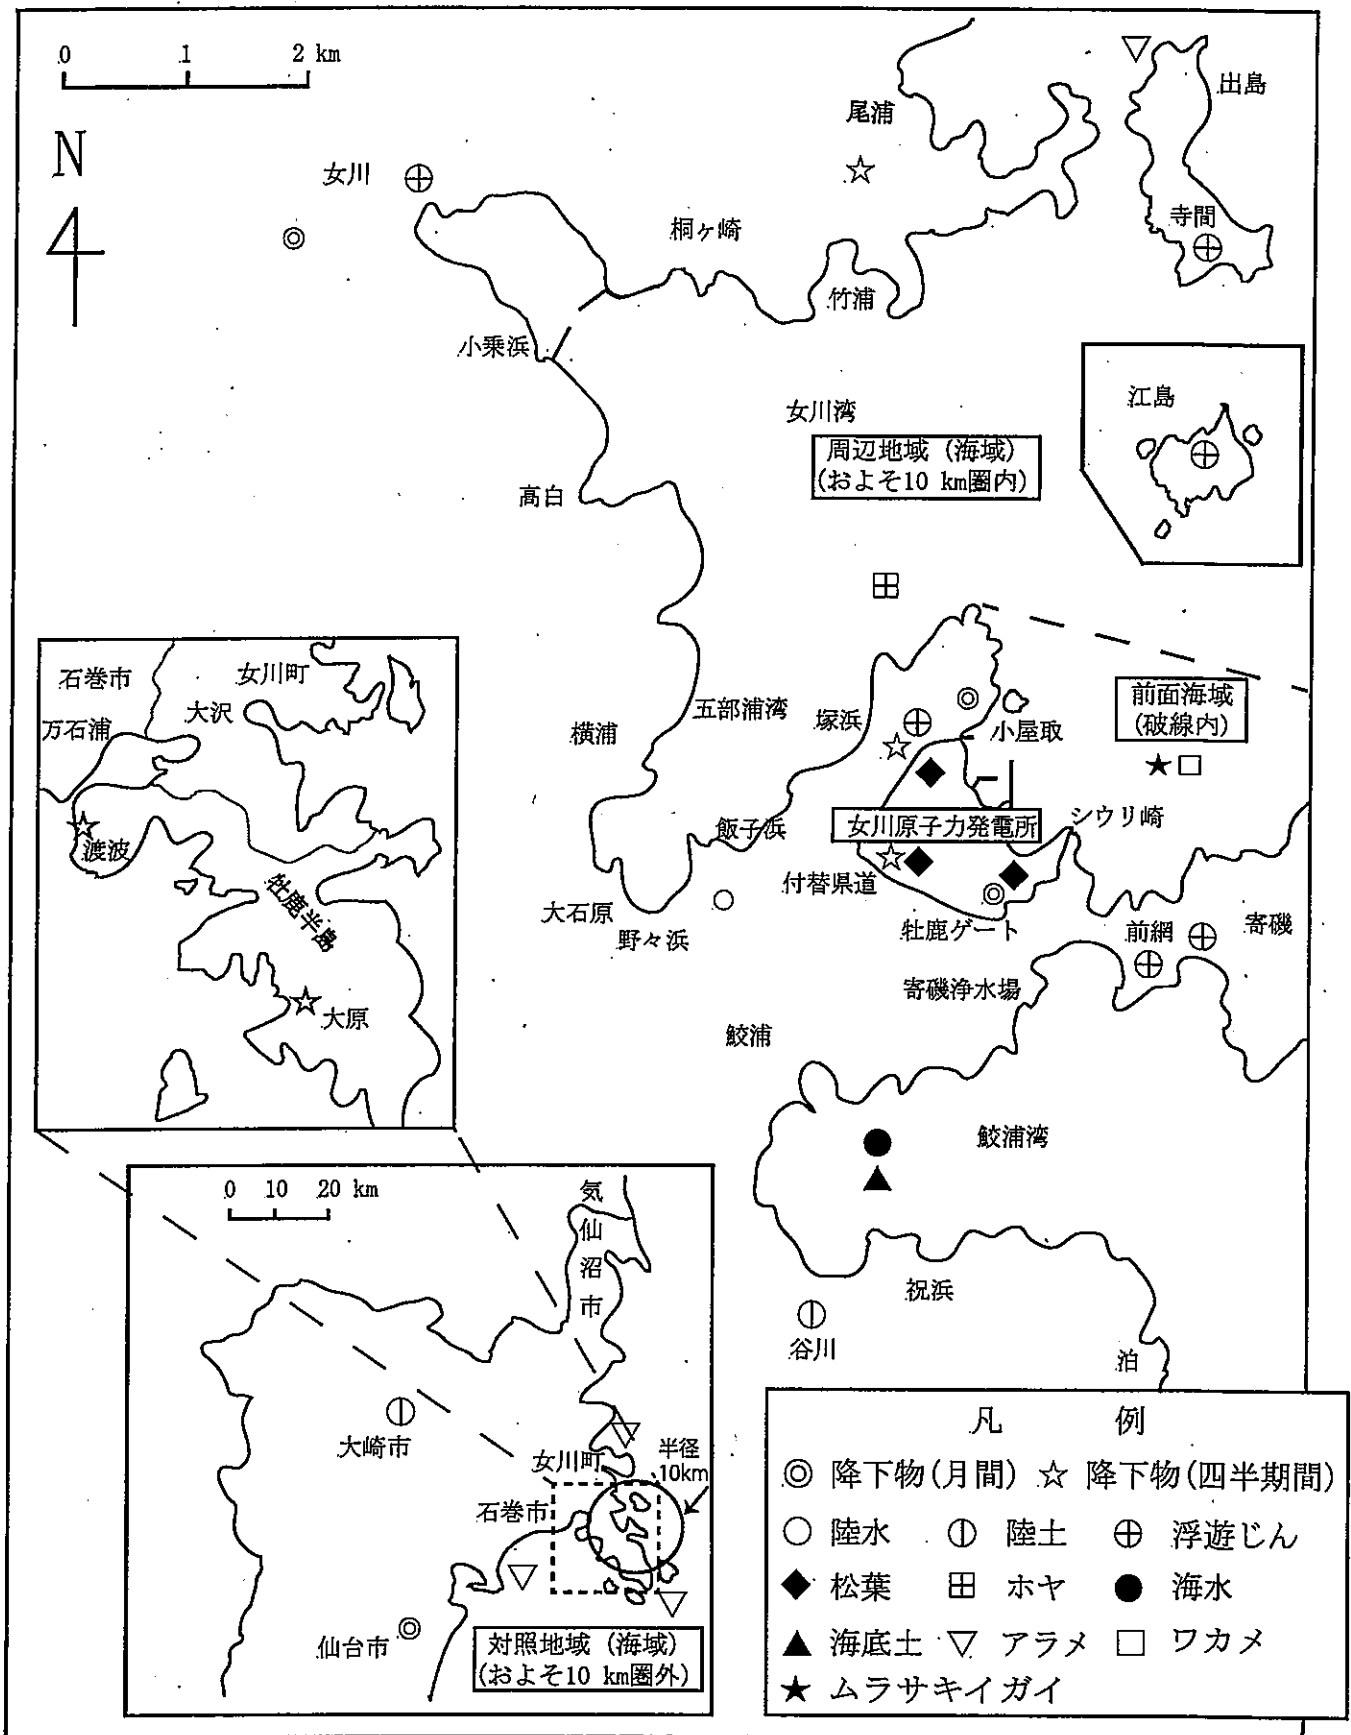 0 1 2 km
N
出島
尾浦
女川
寺間
桐ヶ崎
竹浦
小乗浜
江島
女川湾
周辺地域（海域）
(およそ10 km圏内)
高白
石巻市
女川町
万石浦
大沢
渡波
牡鹿半島
大原
五部浦湾
横浦
塚浜
小屋取
前面海域
(破線内)
飯子浜
女川原子力発電所
シウリ崎
付替県道
大石原
野々浜
牡鹿ゲート
前網
寄磯
寄磯浄水場
鮫浦
鮫浦湾
祝浜
谷川
泊
0 10 20 km
気仙沼市
大崎市
女川町
半径
10km
石巻市
仙台市
対照地域（海域）
(およそ10 km圏外)
凡 例
降下物(月間) 降下物(四半期間)
陸水 陸土 浮遊じん
松葉 ホヤ 海水
海底土 アラメ ワカメ
ムラサキイガイ